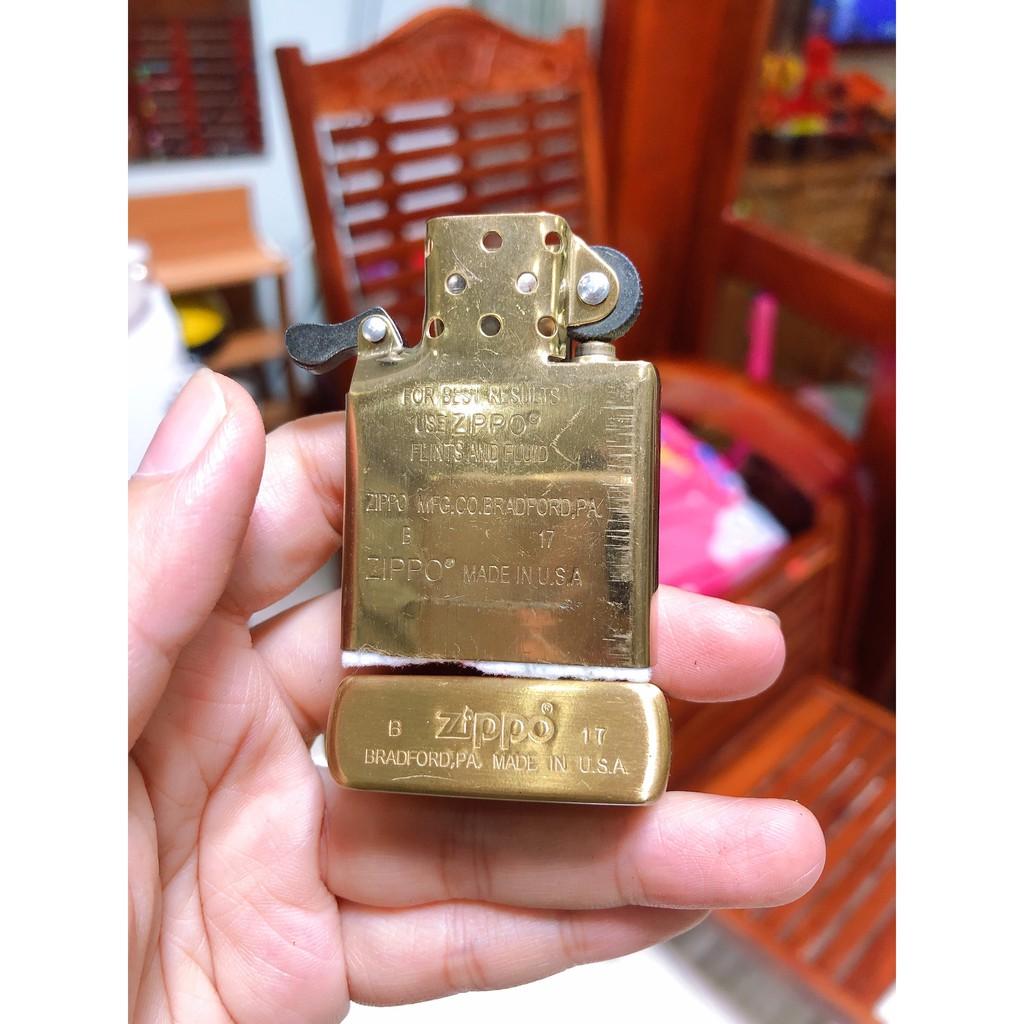 FOR BEST RESULTS
USE ZIPPO®
FLINTS AND FLUID
ZIPPO MFG.CO.BRADFORD,PA.
B 17
ZIPPO® MADE IN U.S.A
B zippo® 17
BRADFORD,PA. MADE IN U.S.A.